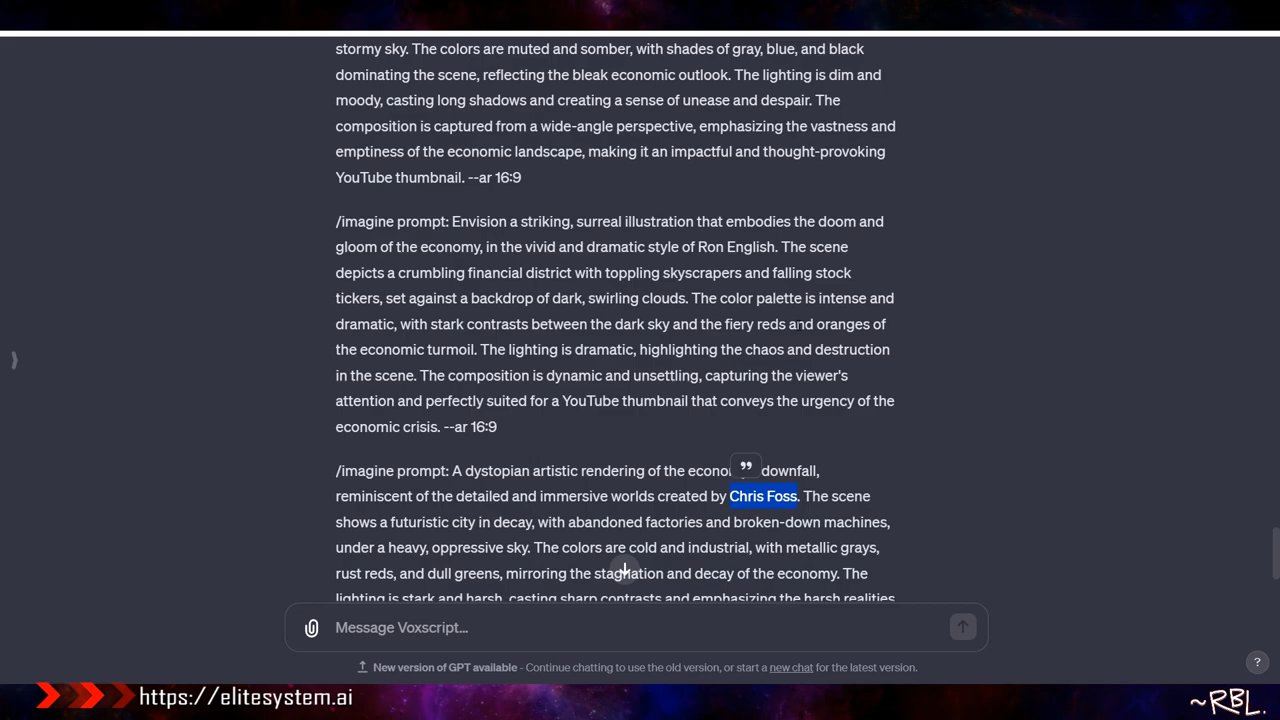 stormy sky. The colors are muted and somber, with shades of gray, blue, and black
dominating the scene, reflecting the bleak economic outlook. The lighting is dim and
moody, casting long shadows and creating a sense of unease and despair. The
composition is captured from a wide-angle perspective, emphasizing the vastness and
emptiness of the economic landscape, making it an impactful and thought-provoking
YouTube thumbnail. --ar 16:9
/imagine prompt: Envision a striking, surreal illustration that embodies the doom and
gloom of the economy, in the vivid and dramatic style of Ron English. The scene
depicts a crumbling financial district with toppling skyscrapers and falling stock
tickers, set against a backdrop of dark, swirling clouds. The color palette is intense and
dramatic, with stark contrasts between the dark sky and the fiery reds and oranges of
the economic turmoil. The lighting is dramatic, highlighting the chaos and destruction
in the scene. The composition is dynamic and unsettling, capturing the viewer's
attention and perfectly suited for a YouTube thumbnail that conveys the urgency of the
economic crisis. --ar 16:9
/imagine prompt: A dystopian artistic rendering of the downfall,
reminiscent of the detailed and immersive worlds created by Chris Foss. The scene
shows a futuristic city in decay, with abandoned factories and broken-down machines,
under a heavy, oppressive sky. The colors are cold and industrial, with metallic grays,
rust reds, and dull greens, mirroring the stagnation and decay of the economy. The
lighting is stark and harsh, casting sharp contrasts and emphasizing the harsh realities
Message Voxscript...
New version of GPT available - Continue chatting to use the old version, or start a new chat for the latest version.
?
https://elitesystem.ai
~RBL.